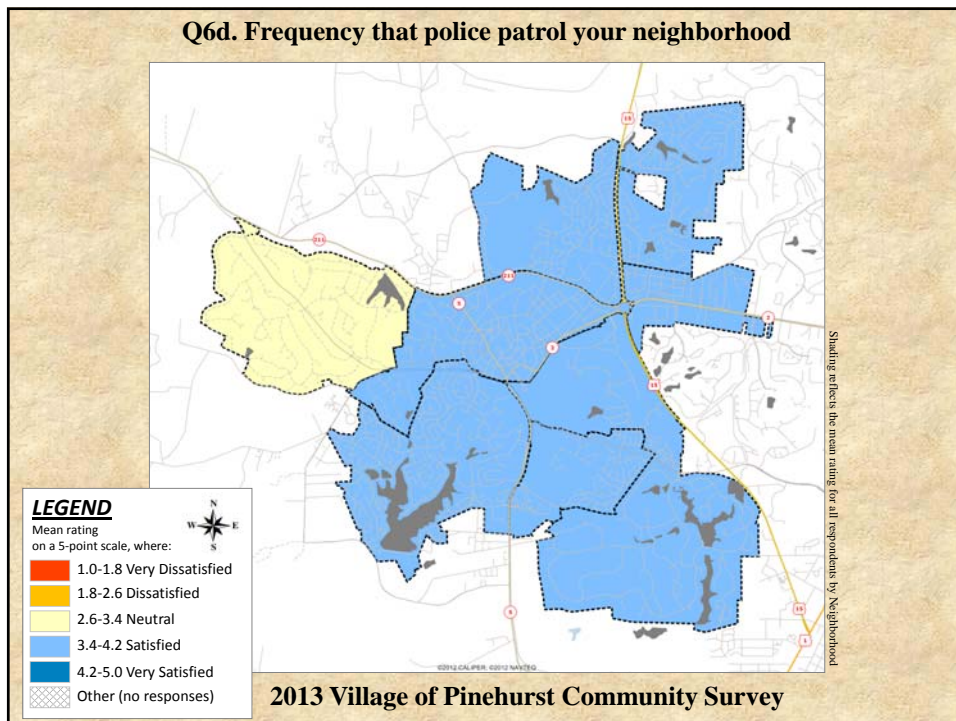 Q6d. Frequency that police patrol your neighborhood
15
211
211
5
5
2
15
5
15
1
Shading reflects the mean rating for all respondents by Neighborhood
LEGEND
Mean rating
on a 5-point scale, where:
N
W
E
S
1.0-1.8 Very Dissatisfied
1.8-2.6 Dissatisfied
2.6-3.4 Neutral
3.4-4.2 Satisfied
4.2-5.0 Very Satisfied
Other (no responses)
©2012 CALIPER; ©2012 NAVTEQ
2013 Village of Pinehurst Community Survey